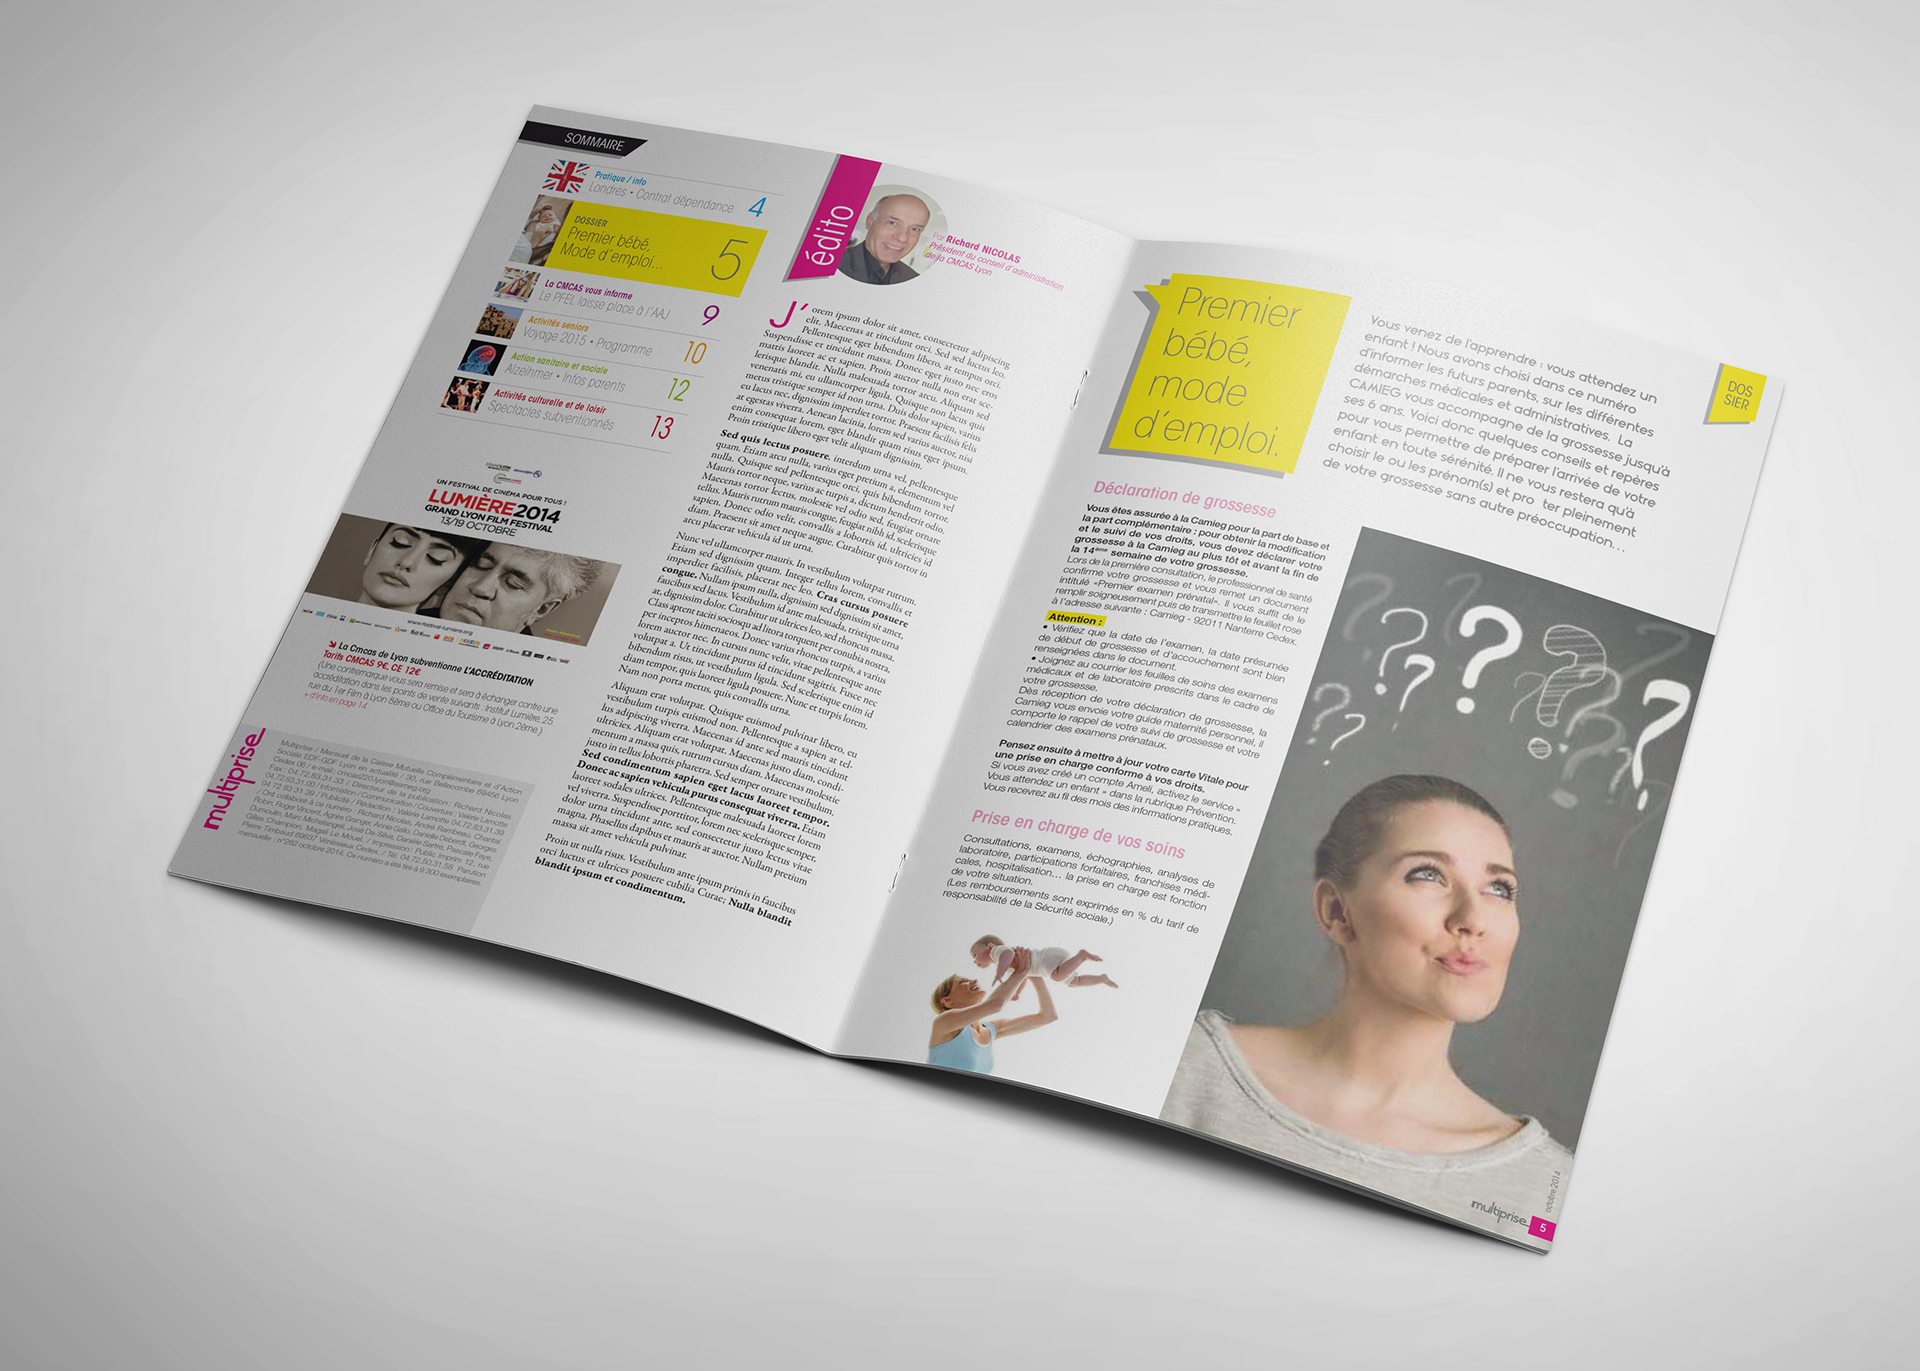 SOMMAIRE
Pratique / info
Londres • Contrat dépendance 4
DOSSIER
Premier bébé,
Mode d'emploi... 5
La CMCAS vous informe
Le PFEL laisse place à l'AAJ 9
Activités seniors
Voyage 2015 • Programme 10
Action sanitaire et sociale
Alzeihmer • Infos parents 12
Activités culturelle et de loisir
Spectacles subventionnés 13
UN FESTIVAL DE CINÉMA POUR TOUS !
LUMIÈRE2014
GRAND LYON FILM FESTIVAL
13/19 OCTOBRE
www.festival-lumiere.org
La Cmcas de Lyon subventionne L'ACCRÉDITATION
Tarifs CMCAS 9€, CE 12€
(Une contremarque vous sera remise et sera à échanger contre une
accréditation dans les points de vente suivants : Institut Lumière, 25
rue du 1er Film à Lyon 8ème ou Office du Tourisme à Lyon 2ème.)
+ d'info en page 14
multiprise
Multiprise / Mensuel de la Caisse Mutuelle Complémentaire et d'Action
Sociale EDF-GDF Lyon en actualité / 30, rue Bellecombe 69456 Lyon
Cedex 06 / e-mail : cmcas220.lyon@asmeg.org
Fax : 04.72.83.31.33 / Directeur de la publication : Richard Nicolas
04.72.83.31.00 / Information / Communication / Couverture : Valérie Lamotte
04 72 83 31 39 / Publicité / Rédaction : Valérie Lamotte 04.72.83.31.39
/ Ont collaboré à ce numéro : Richard Nicolas, André Rambeau, Chantal
Robin, Roger Vincent, Agnès Granger, Annie Gallo, Danielle Deberdt, Georges
Dumoulin, Marc Michelangeli, José Da-Silva, Danièle Sartre, Pascale Faye,
Gilles Champion, Magali Le Mouël / Impression : Public Imprim 12, rue
Pierre Timbaud 69637 Vénissieux Cedex. / Tél. 04.72.50.31.58 Parution
mensuelle : n°262 octobre 2014. Ce numéro a été tiré à 9 300 exemplaires.
édito
Par Richard NICOLAS
Président du conseil d'administration
de la CMCAS Lyon
J'orem ipsum dolor sit amet, consectetur adipiscing
elit. Maecenas at tincidunt orci. Sed sed luctus leo.
Pellentesque eget bibendum libero, at tempus orci.
Suspendisse et tincidunt massa. Donec eget justo nec eros
mattis laoreet ac et sapien. Proin auctor nulla non erat sce-
lerisque blandit. Nulla malesuada tortor arcu. Aliquam sed
venenatis mi, eu ullamcorper ligula. Quisque non lacus quis
metus tristique semper id non urna. Duis dolor sapien, varius
eu lacus nec, dignissim imperdiet tortor. Praesent facilisis felis
at egestas viverra. Aenean lacinia, lorem sed varius auctor, nisi
enim consequat lorem, eget blandit quam risus eget ipsum.
Proin tristique libero eget velit aliquam dignissim.
Sed quis lectus posuere, interdum urna vel, pellentesque
quam. Etiam arcu nulla, varius eget pretium a, elementum vel
nulla. Quisque sed pellentesque orci, quis bibendum tortor.
Mauris tortor neque, varius ac turpis a, dictum hendrerit odio.
Maecenas tortor lectus, molestie vel odio sed, feugiat ornare
tellus. Mauris rutrum mauris congue, feugiat nibh id, scelerisque
sapien. Donec odio velit, convallis a lobortis id, ultricies id
diam. Praesent sit amet neque augue. Curabitur quis tortor in
arcu placerat vehicula id ut urna.
Nunc vel ullamcorper mauris. In vestibulum volutpat rutrum.
Etiam sed dignissim quam. Integer tellus lorem, convallis et
imperdiet facilisis, placerat nec leo. Cras cursus posuere
congue. Nullam ipsum nulla, dignissim sed dignissim sit amet,
faucibus sed lacus. Vestibulum id ante malesuada, tristique urna
at, dignissim dolor. Curabitur ut ultrices leo, sed rhoncus massa.
Class aptent taciti sociosqu ad litora torquent per conubia nostra,
per inceptos himenaeos. Donec varius rhoncus turpis, a varius
lorem auctor nec. In cursus nunc velit, vitae pellentesque ante
volutpat a. Ut tincidunt purus id tincidunt sagittis. Fusce nec
bibendum risus, ut vestibulum ligula. Sed scelerisque enim id
diam tempor, quis laoreet ligula posuere. Nunc et turpis lorem.
Nam non porta metus, quis convallis urna.
Aliquam erat volutpat. Quisque euismod pulvinar libero, eu
vestibulum turpis euismod non. Pellentesque a sapien at tel-
lus adipiscing viverra. Maecenas id ante sed mauris tincidunt
ultricies. Aliquam erat volutpat. Maecenas justo diam, condi-
mentum a massa quis, rutrum cursus diam. Maecenas molestie
justo in tellus lobortis pharetra. Sed semper ornare vestibulum.
Sed condimentum sapien eget lacus laoreet tempor.
Donec ac sapien vehicula purus consequat viverra. Etiam
laoreet sodales ultrices. Pellentesque malesuada laoreet lorem
vel viverra. Suspendisse porttitor, lorem nec scelerisque semper,
dolor urna tincidunt ante, sed consectetur justo lectus vitae
magna. Phasellus dapibus et mauris at auctor. Nullam pretium
massa sit amet vehicula pulvinar.
Proin ut nulla risus. Vestibulum ante ipsum primis in faucibus
orci luctus et ultrices posuere cubilia Curae; Nulla blandit
blandit ipsum et condimentum.
Premier
bébé,
mode
d'emploi.
Vous venez de l'apprendre : vous attendez un
enfant ! Nous avons choisi dans ce numéro
d'informer les futurs parents, sur les différentes
démarches médicales et administratives. La
CAMIEG vous accompagne de la grossesse jusqu'à
ses 6 ans. Voici donc quelques conseils et repères
pour vous permettre de préparer l'arrivée de votre
enfant en toute sérénité. Il ne vous restera qu'à
choisir le ou les prénom(s) et pro ter pleinement
de votre grossesse sans autre préoccupation...
DOS
SIER
Déclaration de grossesse
Vous êtes assurée à la Camieg pour la part de base et
la part complémentaire : pour obtenir la modification
et le suivi de vos droits, vous devez déclarer votre
grossesse à la Camieg au plus tôt et avant la fin de
la 14ème semaine de votre grossesse.
Lors de la première consultation, le professionnel de santé
confirme votre grossesse et vous remet un document
intitulé «Premier examen prénatal». Il vous suffit de le
remplir soigneusement puis de transmettre le feuillet rose
à l'adresse suivante : Camieg - 92011 Nanterre Cedex.
Attention :
• Vérifiez que la date de l'examen, la date présumée
de début de grossesse et d'accouchement sont bien
renseignées dans le document.
• Joignez au courrier les feuilles de soins des examens
médicaux et de laboratoire prescrits dans le cadre de
votre grossesse.
Dès réception de votre déclaration de grossesse, la
Camieg vous envoie votre guide maternité personnel, il
comporte le rappel de votre suivi de grossesse et votre
calendrier des examens prénataux.
Pensez ensuite à mettre à jour votre carte Vitale pour
une prise en charge conforme à vos droits.
Si vous avez créé un compte Ameli, activez le service «
Vous attendez un enfant » dans la rubrique Prévention.
Vous recevrez au fil des mois des informations pratiques.
Prise en charge de vos soins
Consultations, examens, échographies, analyses de
laboratoire, participations forfaitaires, franchises médi-
cales, hospitalisation... la prise en charge est fonction
de votre situation.
(Les remboursements sont exprimés en % du tarif de
responsabilité de la Sécurité sociale.)
multiprise
5
octobre 2014